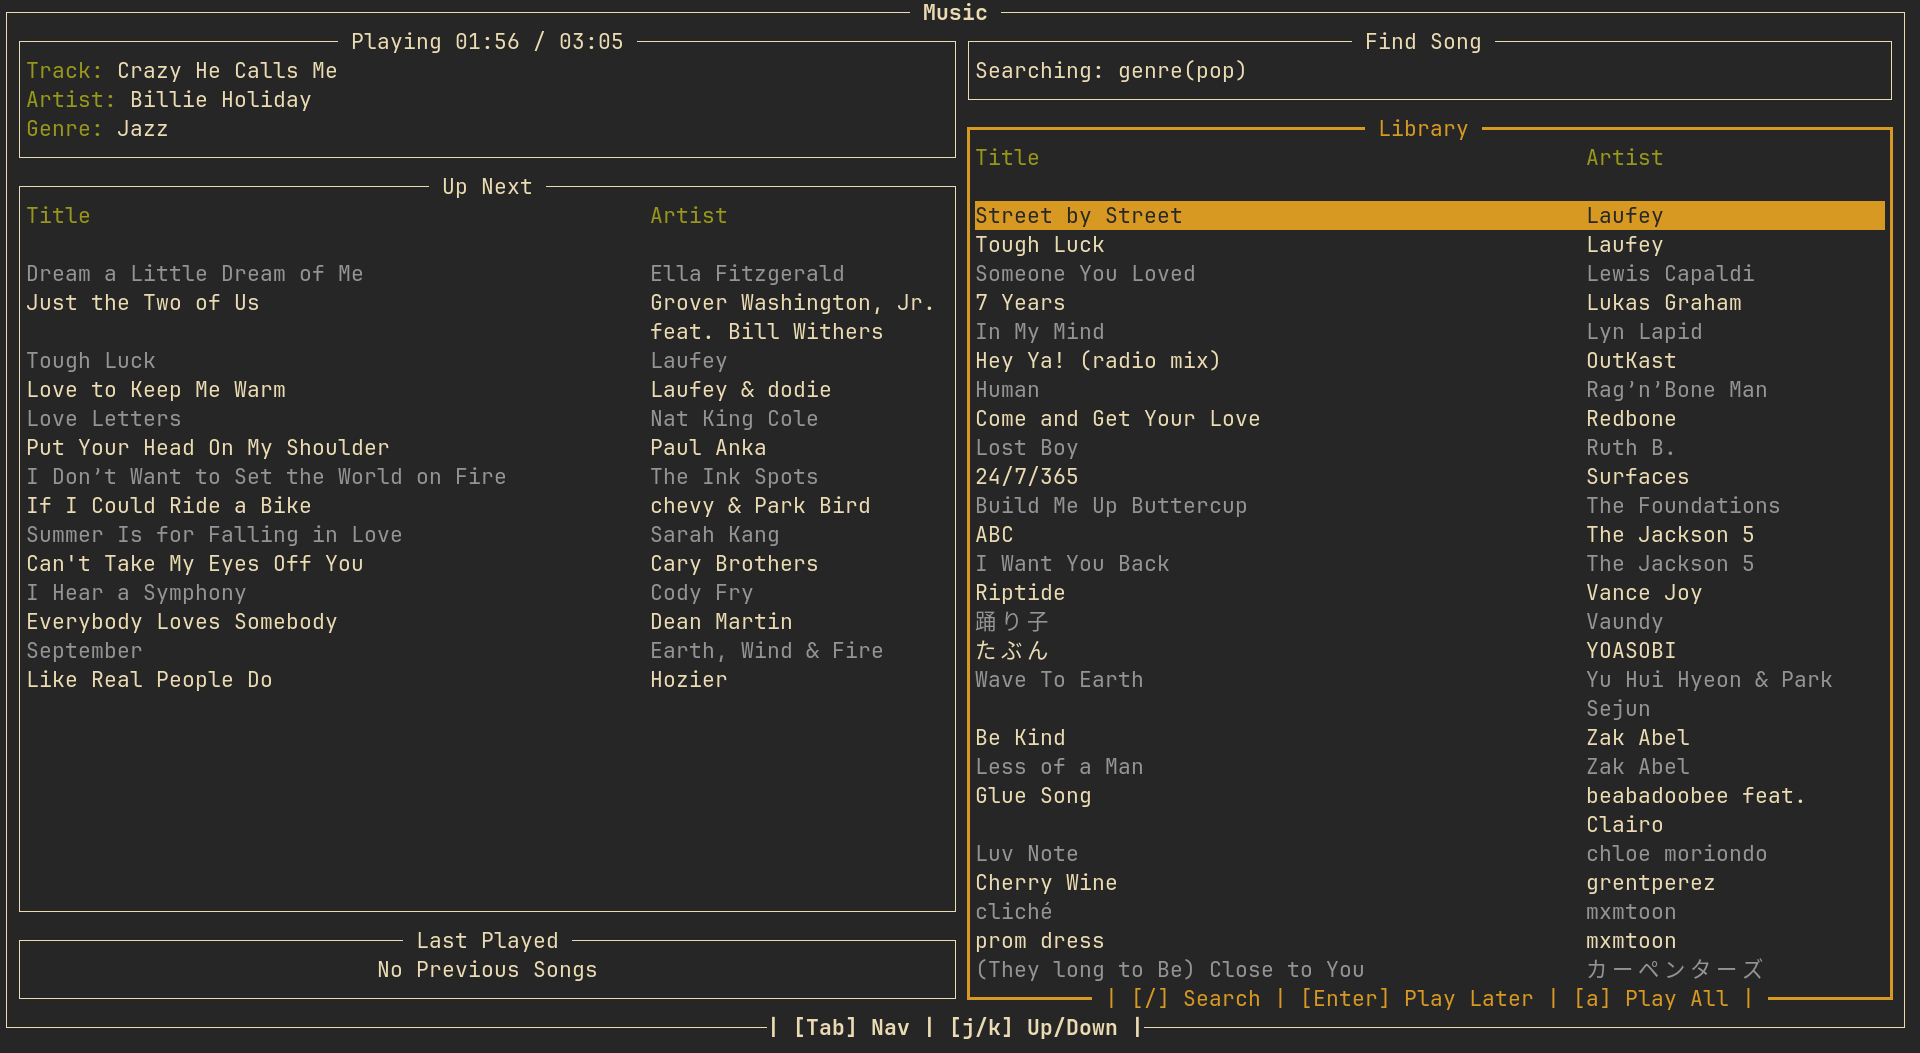 Music
Playing 01:56 / 03:05
Track: Crazy He Calls Me
Artist: Billie Holiday
Genre: Jazz
Up Next
Title Artist
Dream a Little Dream of Me Ella Fitzgerald
Just the Two of Us Grover Washington, Jr.
feat. Bill Withers
Tough Luck Laufey
Love to Keep Me Warm Laufey & dodie
Love Letters Nat King Cole
Put Your Head On My Shoulder Paul Anka
I Don’t Want to Set the World on Fire The Ink Spots
If I Could Ride a Bike chevy & Park Bird
Summer Is for Falling in Love Sarah Kang
Can't Take My Eyes Off You Cary Brothers
I Hear a Symphony Cody Fry
Everybody Loves Somebody Dean Martin
September Earth, Wind & Fire
Like Real People Do Hozier
Last Played
No Previous Songs
Find Song
Searching: genre(pop)
Library
Title Artist
Street by Street Laufey
Tough Luck Laufey
Someone You Loved Lewis Capaldi
7 Years Lukas Graham
In My Mind Lyn Lapid
Hey Ya! (radio mix) OutKast
Human Rag’n’Bone Man
Come and Get Your Love Redbone
Lost Boy Ruth B.
24/7/365 Surfaces
Build Me Up Buttercup The Foundations
ABC The Jackson 5
I Want You Back The Jackson 5
Riptide Vance Joy
踊り子 Vaundy
たぶん YOASOBI
Wave To Earth Yu Hui Hyeon & Park
Sejun
Be Kind Zak Abel
Less of a Man Zak Abel
Glue Song beabadoobee feat.
Clairo
Luv Note chloe moriondo
Cherry Wine grentperez
cliché mxmtoon
prom dress mxmtoon
(They long to Be) Close to You カーペンターズ
| [/] Search | [Enter] Play Later | [a] Play All |
| [Tab] Nav | [j/k] Up/Down |